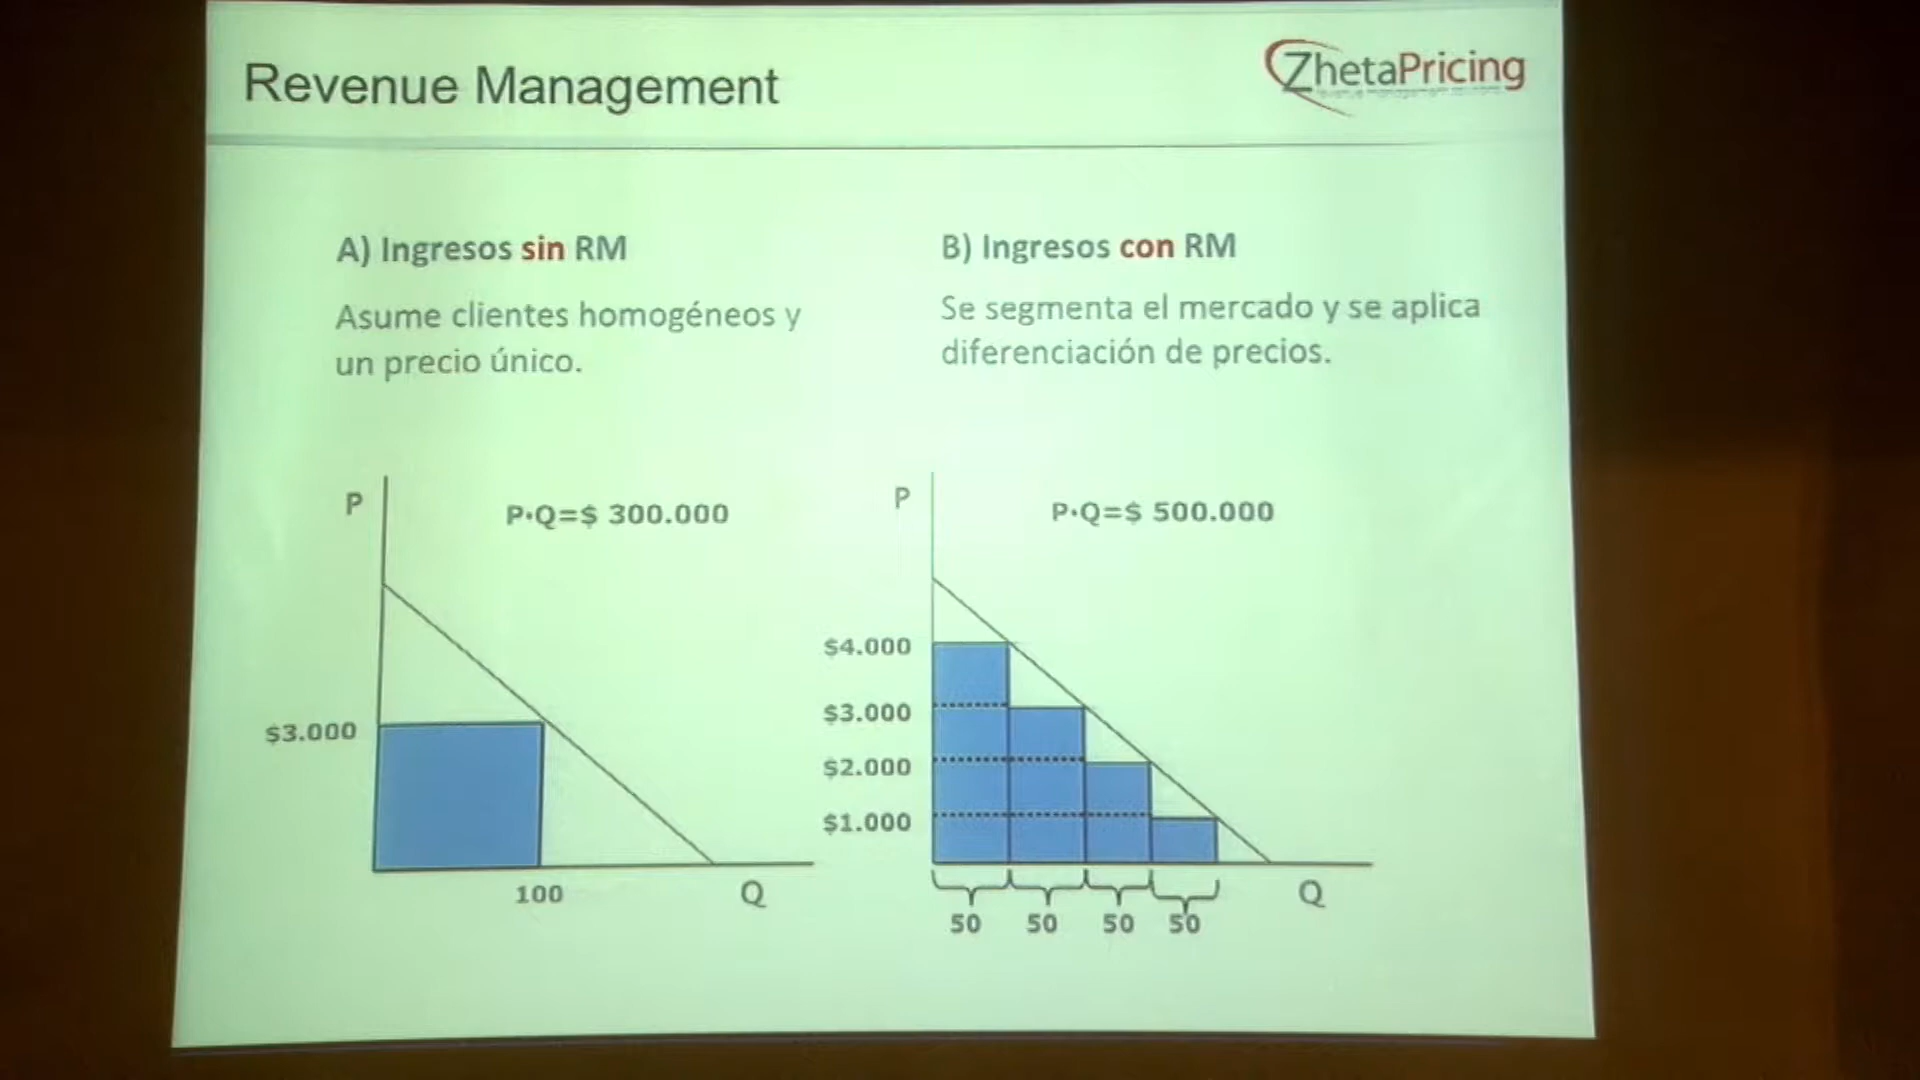 Revenue Management
ZhetaPricing
A) Ingresos sin RM
Asume clientes homogéneos y
un precio único.
B) Ingresos con RM
Se segmenta el mercado y se aplica
diferenciación de precios.
P
P·Q=$ 300.000
$3.000
100
Q
P
P·Q=$ 500.000
$4.000
$3.000
$2.000
$1.000
50
50
50
50
Q